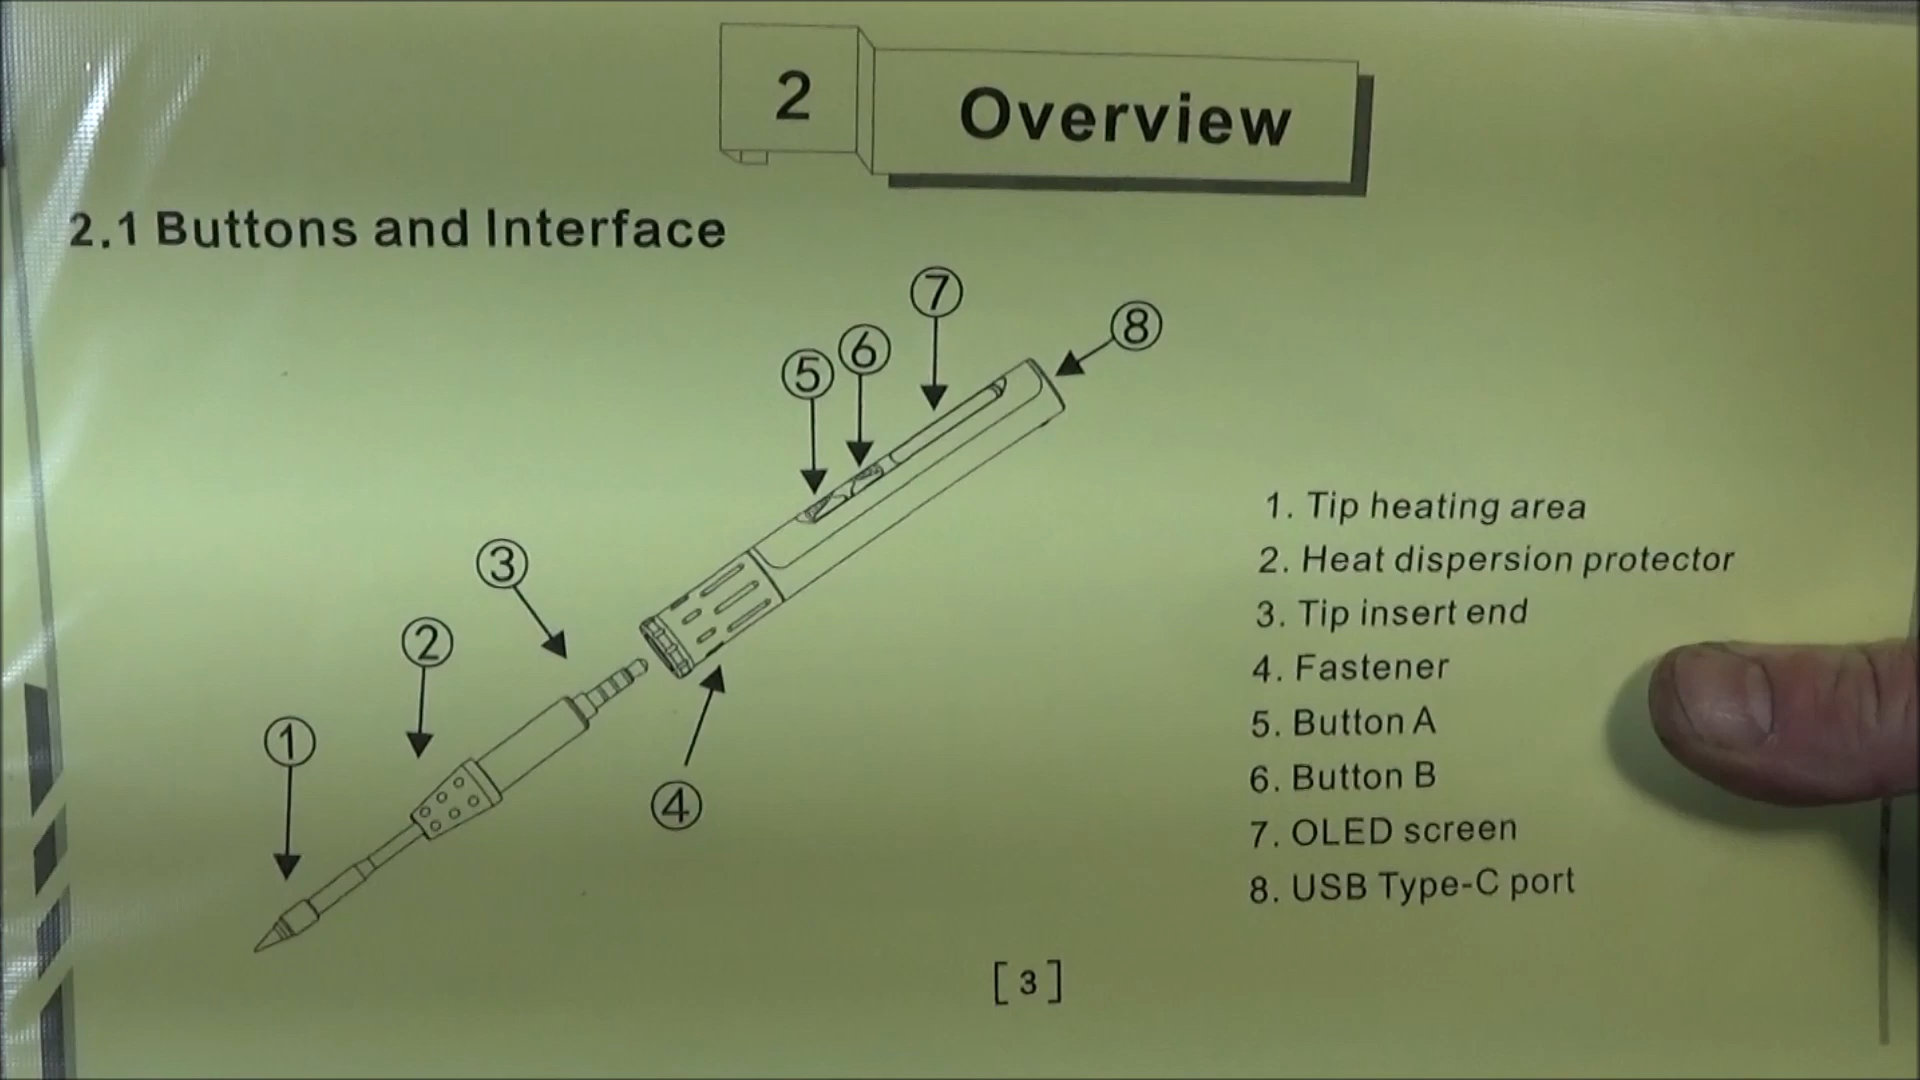 2
Overview
2.1 Buttons and Interface
7
8
6
5
3
2
1
4
1. Tip heating area
2. Heat dispersion protector
3. Tip insert end
4. Fastener
5. Button A
6. Button B
7. OLED screen
8. USB Type-C port
[ 3 ]